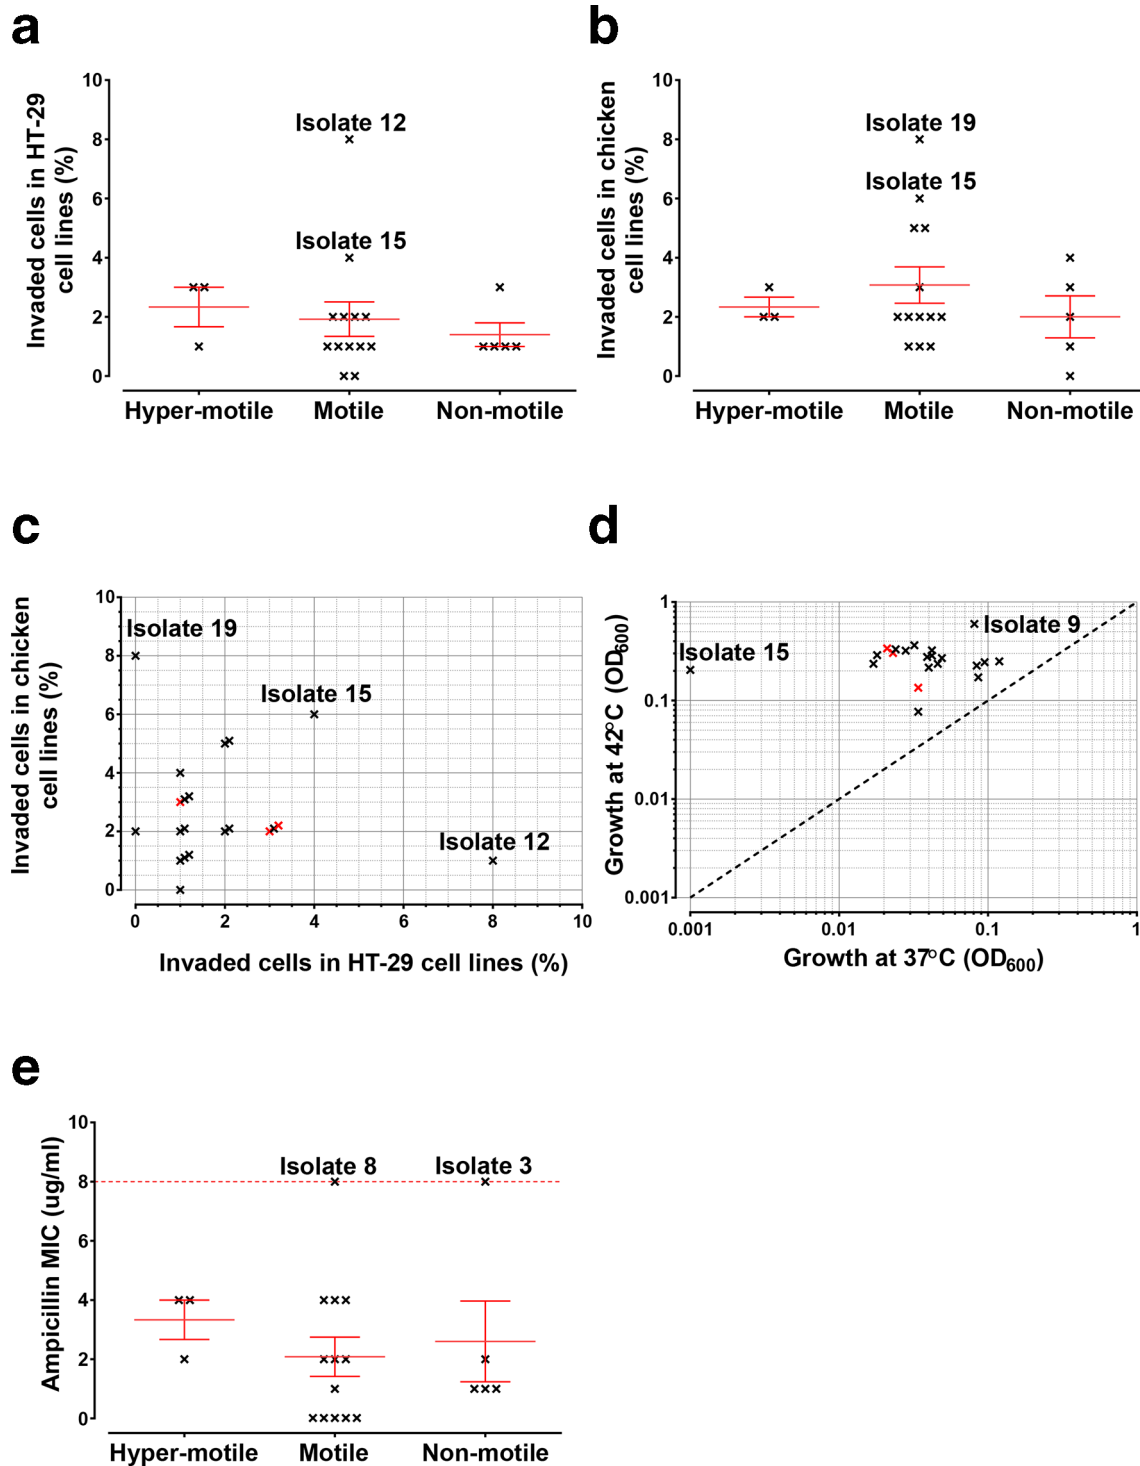 a
Invaded cells in HT-29
cell lines (%)
10
8
6
4
2
0
Isolate 12
Isolate 15
Hyper-motile Motile Non-motile
b
Invaded cells in chicken
cell lines (%)
10
8
6
4
2
0
Isolate 19
Isolate 15
Hyper-motile Motile Non-motile
c
Invaded cells in chicken
cell lines (%)
10
8
6
4
2
0
Isolate 19
Isolate 15
Isolate 12
0 2 4 6 8 10
Invaded cells in HT-29 cell lines (%)
d
Growth at 42°C (OD600)
1
0.1
0.01
0.001
Isolate 9
Isolate 15
0.001 0.01 0.1 1
Growth at 37°C (OD600)
e
Ampicillin MIC (ug/ml)
10
8
6
4
2
0
Isolate 8 Isolate 3
Hyper-motile Motile Non-motile